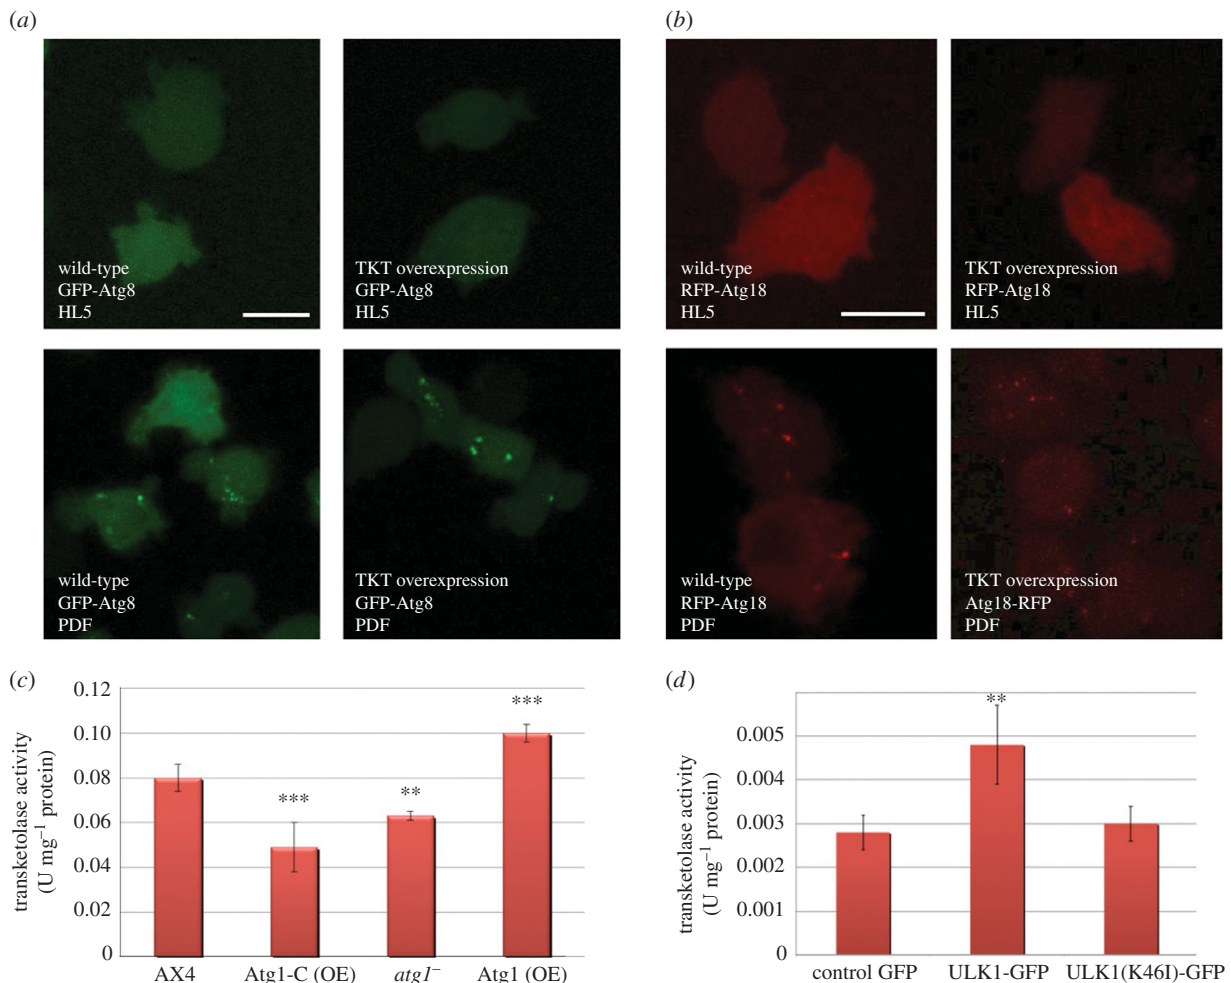 (a)
wild-type
GFP-Atg8
HL5
TKT overexpression
GFP-Atg8
HL5
wild-type
GFP-Atg8
PDF
TKT overexpression
GFP-Atg8
PDF
(b)
wild-type
RFP-Atg18
HL5
TKT overexpression
RFP-Atg18
HL5
wild-type
RFP-Atg18
PDF
TKT overexpression
Atg18-RFP
PDF
(c)
transketolase activity
(U mg⁻¹ protein)
0.12
0.10
0.08
0.06
0.04
0.02
0
***
**
***
AX4
Atg1-C (OE)
atg1⁻
Atg1 (OE)
(d)
transketolase activity
(U mg⁻¹ protein)
0.005
0.004
0.003
0.002
0.001
0
**
control GFP
ULK1-GFP
ULK1(K46I)-GFP